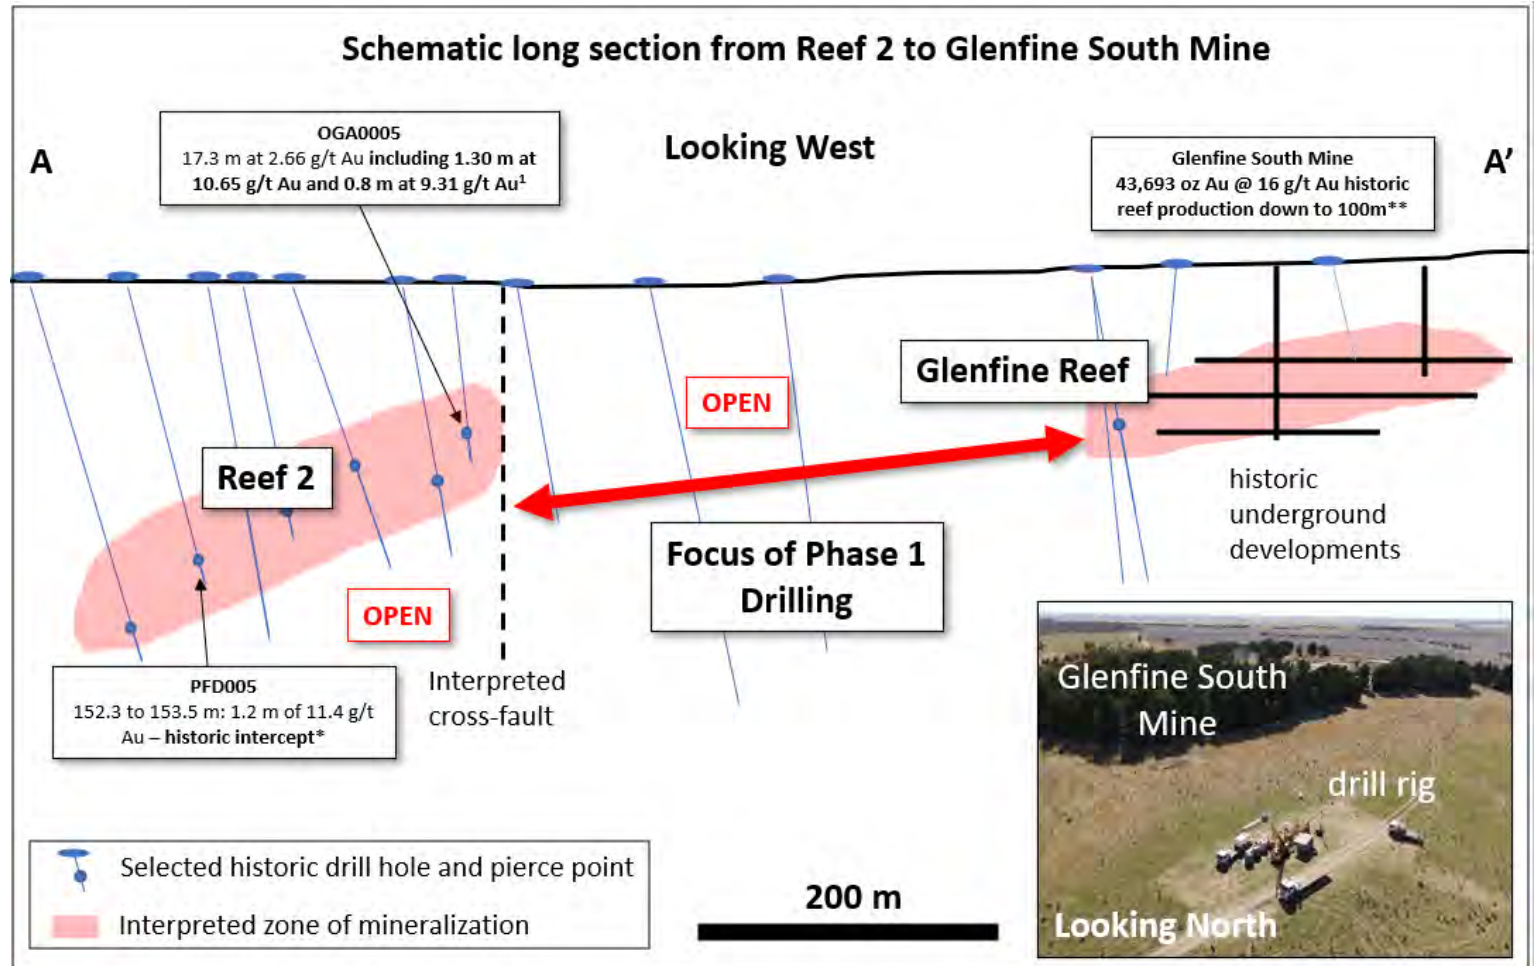 Schematic long section from Reef 2 to Glenfine South Mine
A
OGA0005
17.3 m at 2.66 g/t Au including 1.30 m at
10.65 g/t Au and 0.8 m at 9.31 g/t Au¹
Looking West
Glenfine South Mine
43,693 oz Au @ 16 g/t Au historic
reef production down to 100m**
A’
Glenfine Reef
OPEN
Reef 2
historic
underground
developments
Focus of Phase 1
Drilling
OPEN
Interpreted
cross-fault
PFD005
152.3 to 153.5 m: 1.2 m of 11.4 g/t
Au – historic intercept*
Glenfine South
Mine
drill rig
Looking North
Selected historic drill hole and pierce point
Interpreted zone of mineralization
200 m